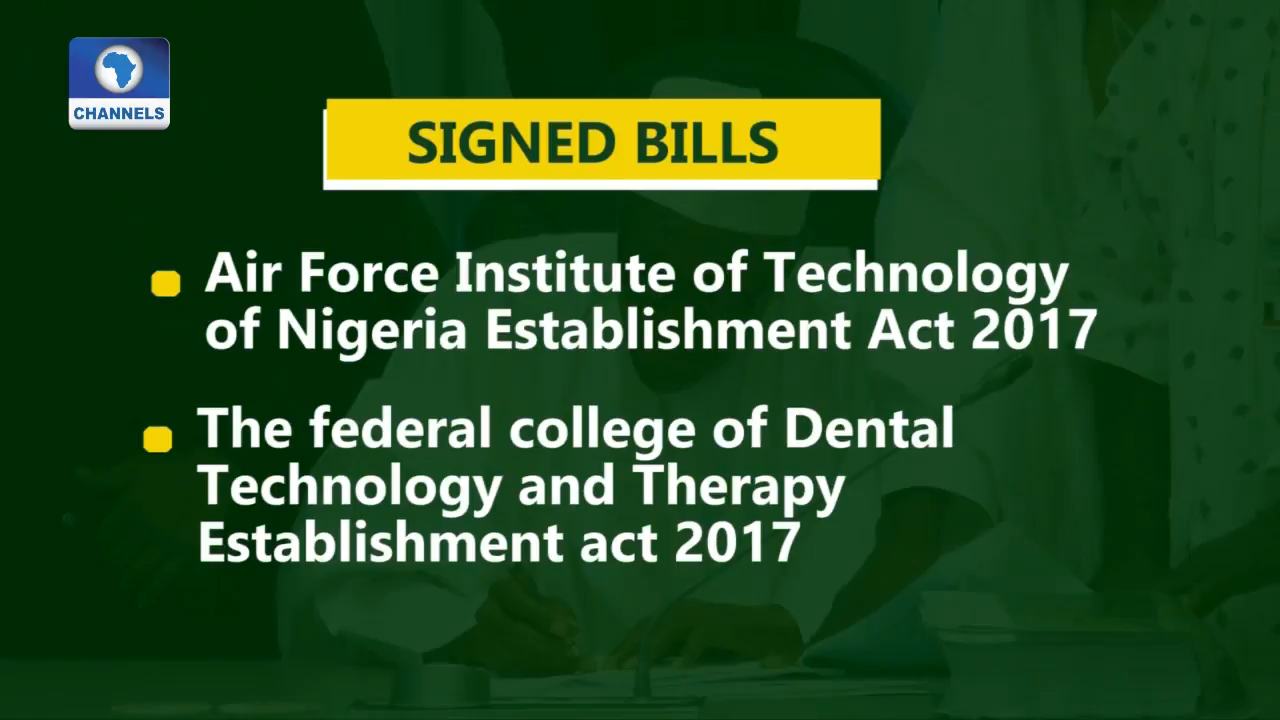 CHANNELS
SIGNED BILLS
Air Force Institute of Technology
of Nigeria Establishment Act 2017
The federal college of Dental
Technology and Therapy
Establishment act 2017